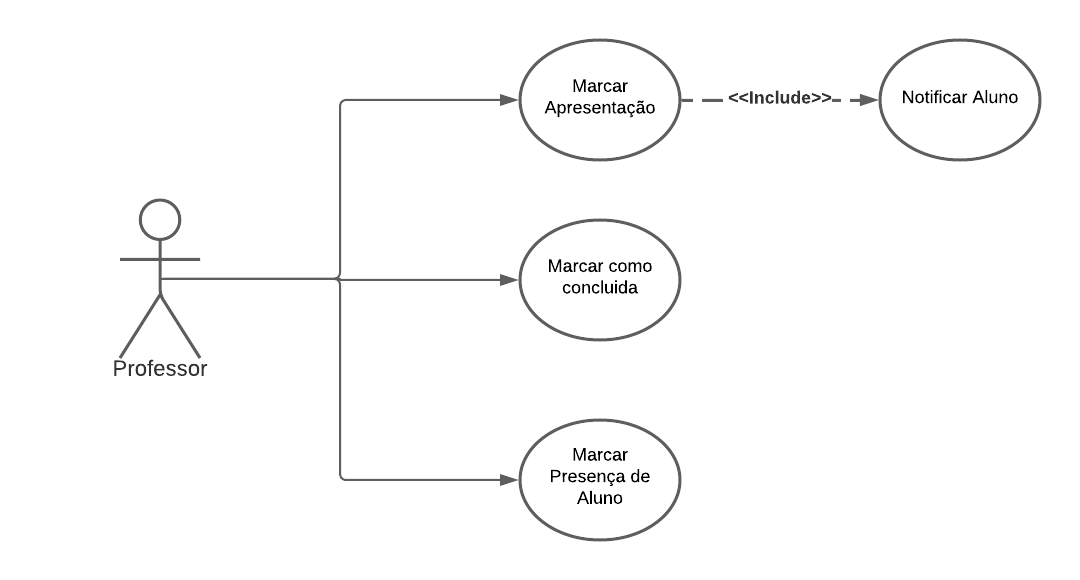 Marcar
Apresentação
<<Include>>
Notificar Aluno
Professor
Marcar como
concluida
Marcar
Presença de
Aluno